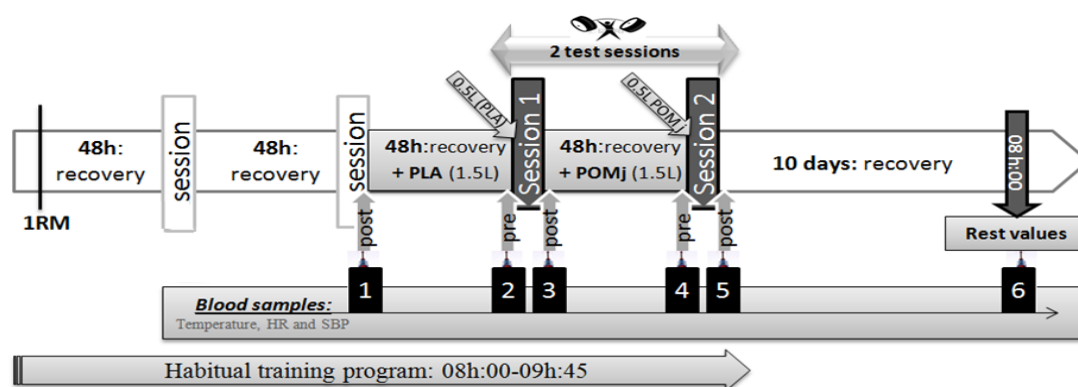 2 test sessions
0.5L (PLA)
Session 1
0.5L POMj
Session 2
48h:
recovery
session
48h:
recovery
session
48h:recovery
+ PLA (1.5L)
48h:recovery
+ POMj (1.5L)
10 days: recovery
08h:00
1RM
post
pre
post
pre
post
Rest values
1
2
3
4
5
6
Blood samples:
Temperature, HR and SBP
Habitual training program: 08h:00-09h:45